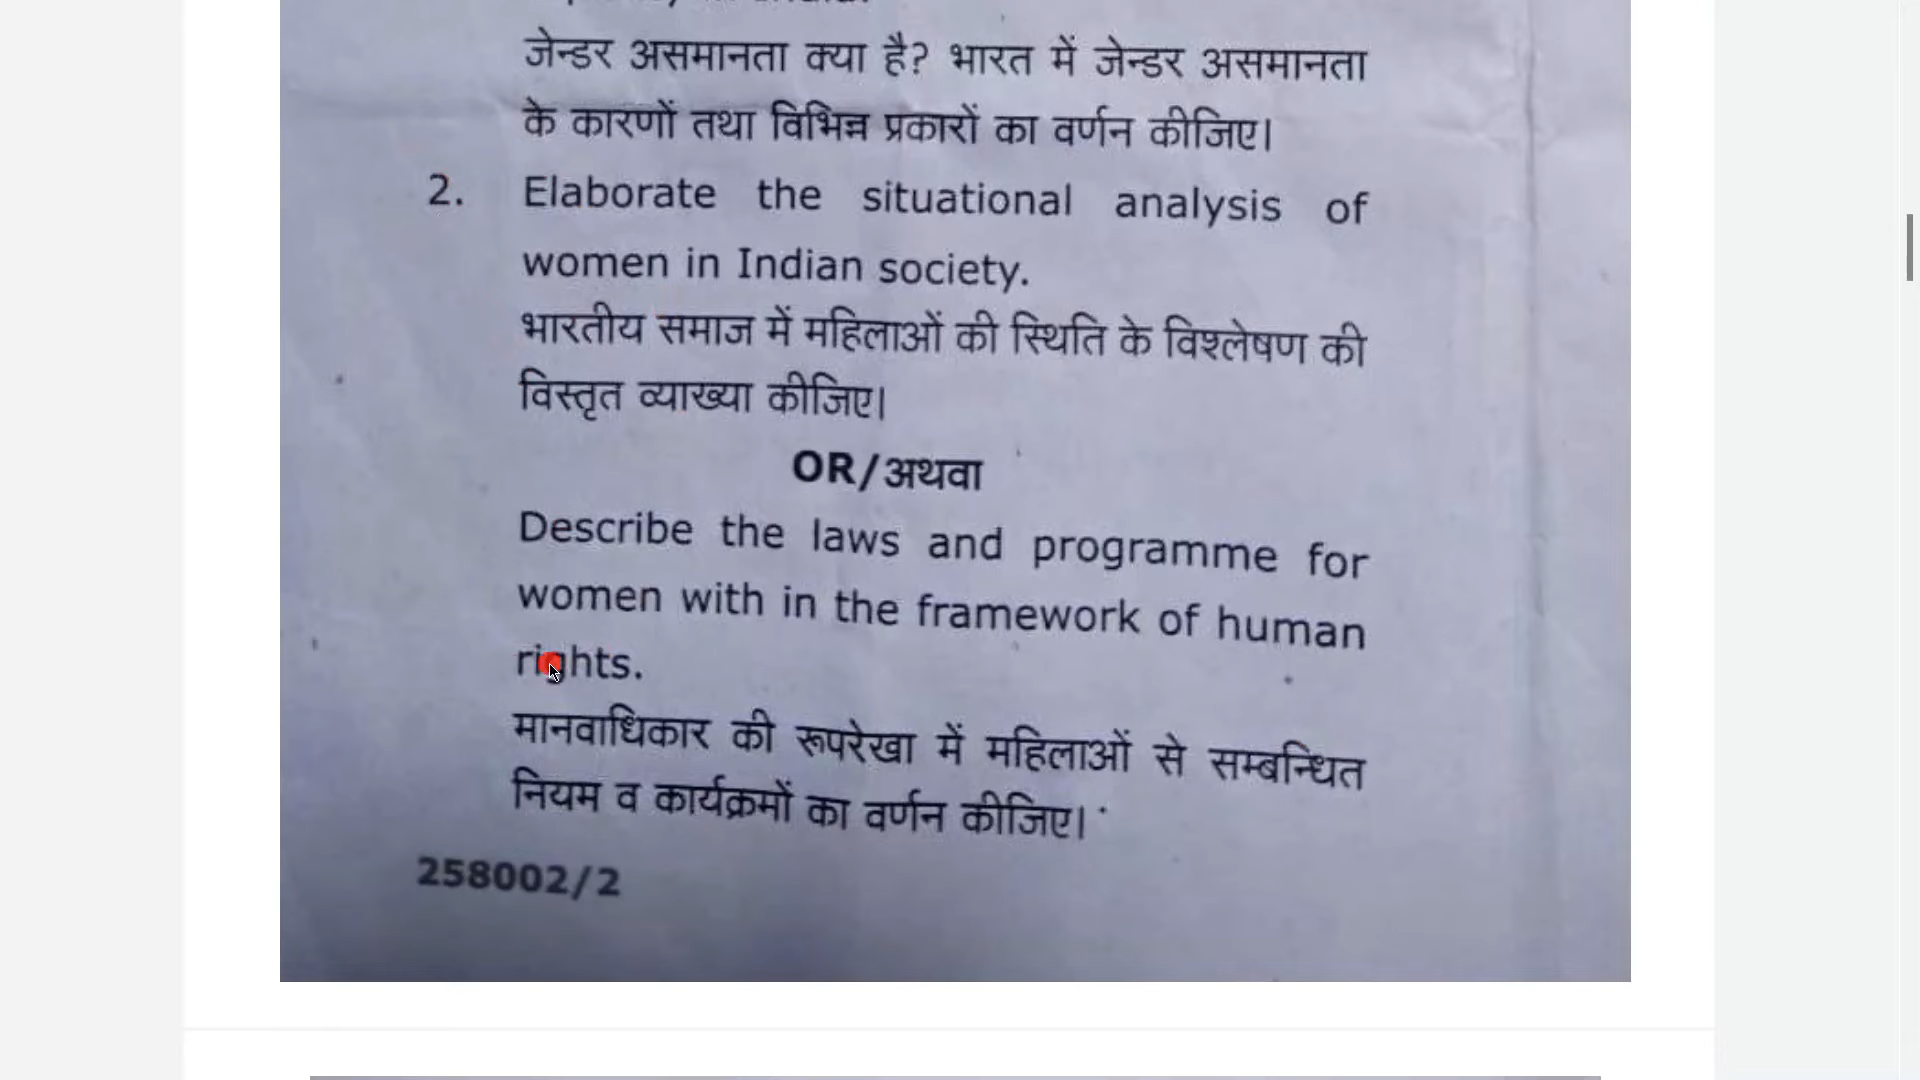 जेन्डर असमानता क्या है? भारत में जेन्डर असमानता
के कारणों तथा विभिन्न प्रकारों का वर्णन कीजिए।
2. Elaborate the situational analysis of
women in Indian society.
भारतीय समाज में महिलाओं की स्थिति के विश्लेषण की
विस्तृत व्याख्या कीजिए।
OR/अथवा
Describe the laws and programme for
women with in the framework of human
rights.
मानवाधिकार की रूपरेखा में महिलाओं से सम्बन्धित
नियम व कार्यक्रमों का वर्णन कीजिए।
258002/2